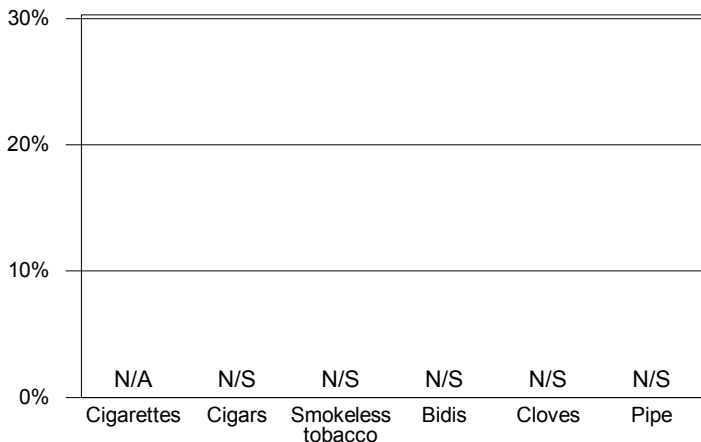 30%
20%
10%
0%
N/A N/S N/S N/S N/S N/S
Cigarettes Cigars Smokeless Bidis Cloves Pipe
tobacco